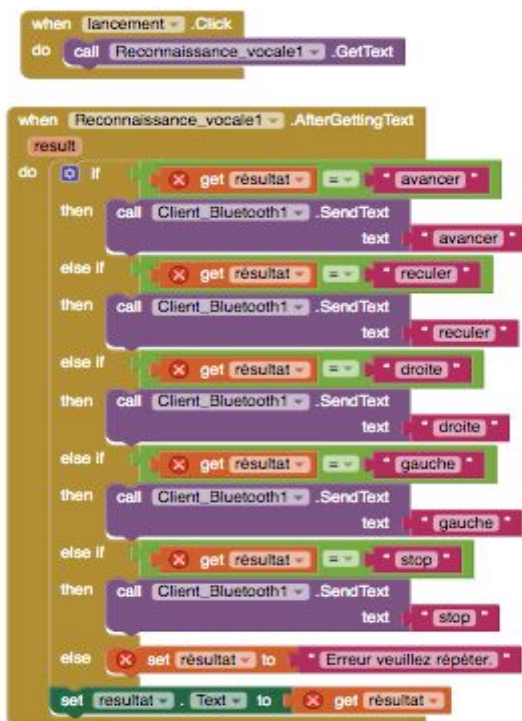 when lancement .Click
do call Reconnaissance_vocale1 .GetText
when Reconnaissance_vocale1 .AfterGettingText
result
do if get résultat = " avancer "
then call Client_Bluetooth1 .SendText
text " avancer "
else if get résultat = " reculer "
then call Client_Bluetooth1 .SendText
text " reculer "
else if get résultat = " droite "
then call Client_Bluetooth1 .SendText
text " droite "
else if get résultat = " gauche "
then call Client_Bluetooth1 .SendText
text " gauche "
else if get résultat = " stop "
then call Client_Bluetooth1 .SendText
text " stop "
else set résultat to " Erreur veuillez répéter. "
set resultat . Text to get résultat